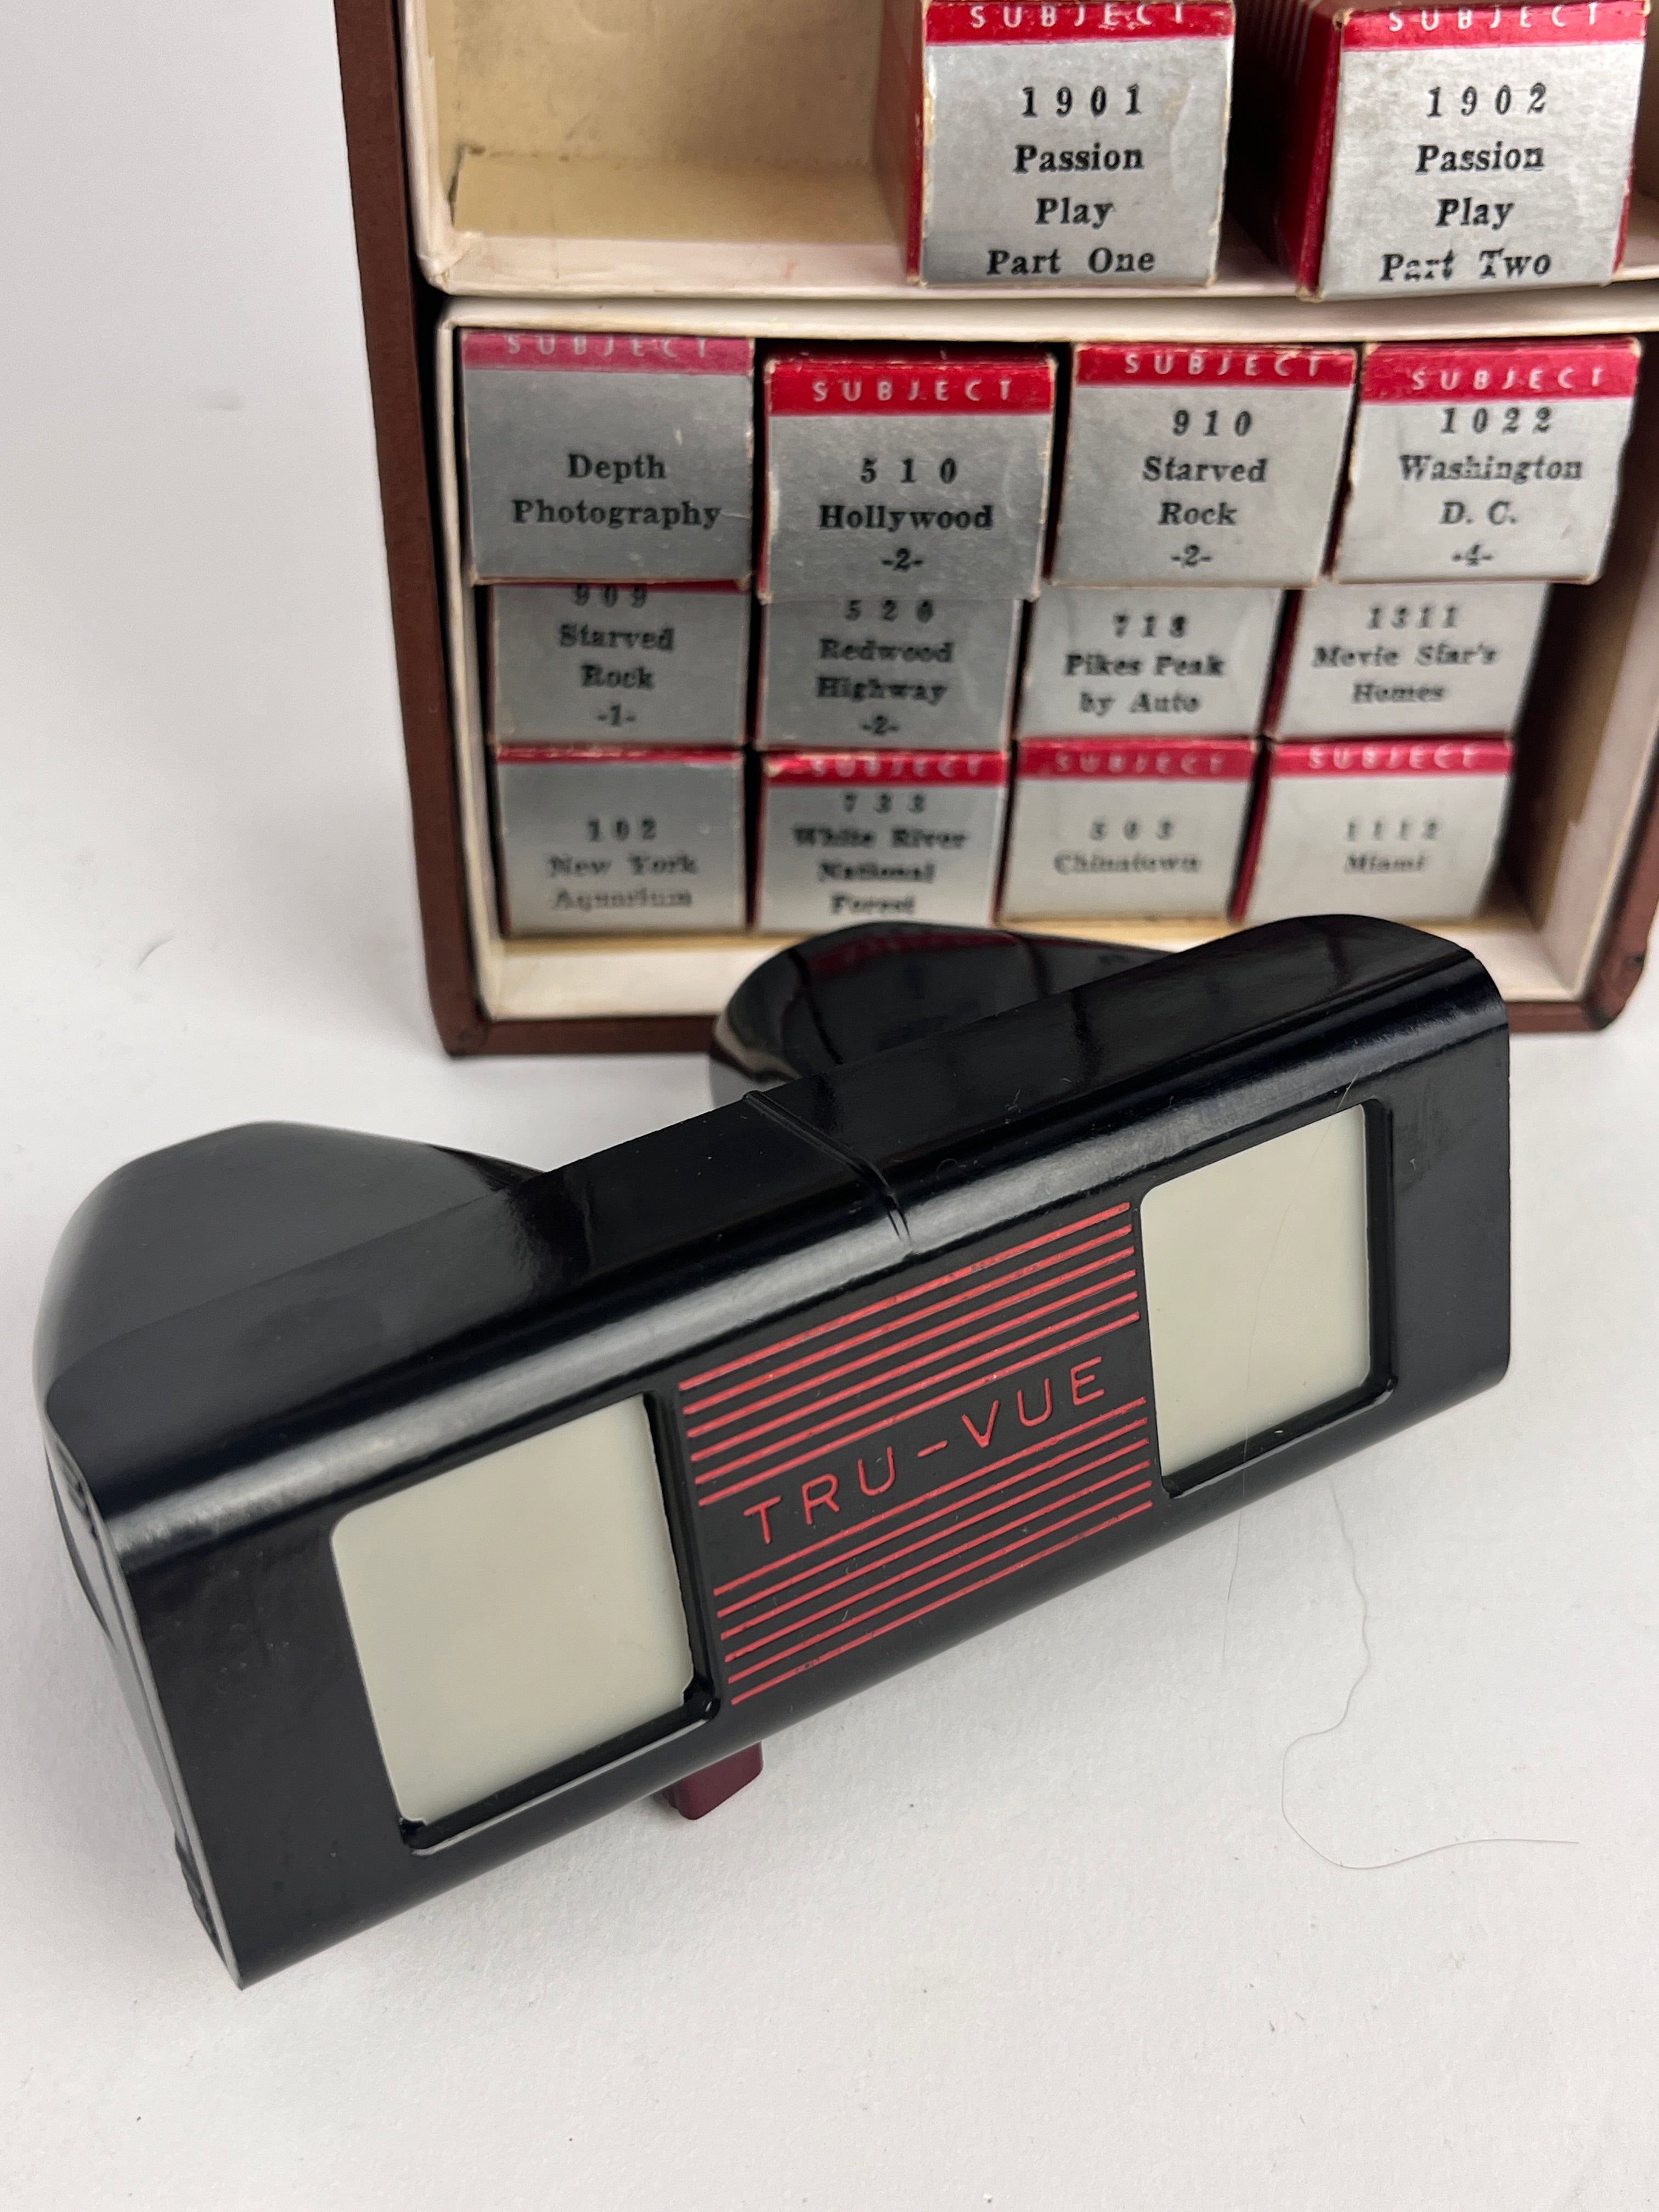 SUBJECT
1901
Passion
Play
Part One
SUBJECT
1902
Passion
Play
Part Two
SUBJECT
Depth
Photography
SUBJECT
510
Hollywood
-2-
SUBJECT
910
Starved
Rock
-2-
SUBJECT
1022
Washington
D. C.
-4-
909
Starved
Rock
-1-
520
Redwood
Highway
-2-
718
Pikes Peak
by Auto
1311
Movie Star's
Homes
102
New York
Aquarium
SUBJECT
733
White River
National
Forest
SUBJECT
503
Chinatown
SUBJECT
1112
Miami
TRU-VUE